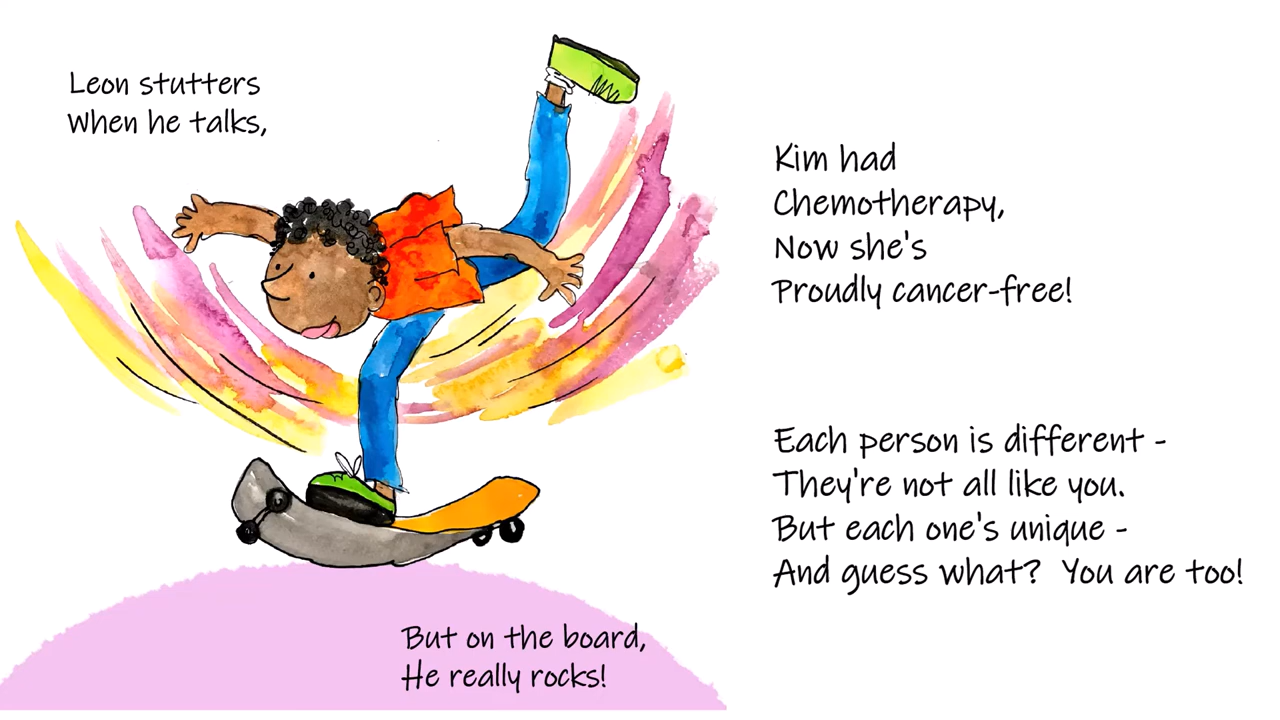 Leon stutters
When he talks,
But on the board,
He really rocks!
Kim had
Chemotherapy,
Now she's
Proudly cancer-free!
Each person is different -
They're not all like you.
But each one's unique -
And guess what? You are too!